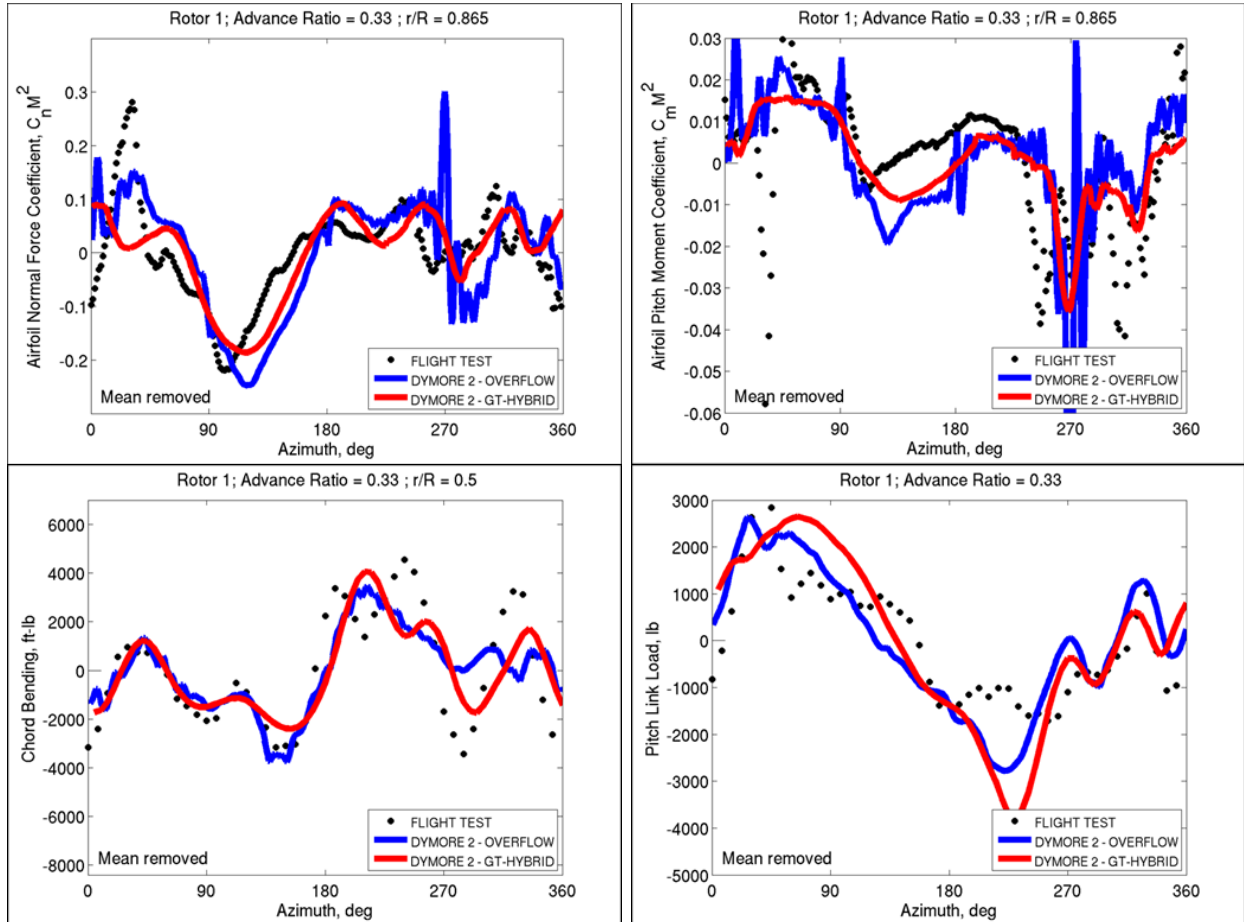 Rotor 1; Advance Ratio = 0.33 ; r/R = 0.865
Airfoil Normal Force Coefficient, CnM2
0.3
0.2
0.1
0
-0.1
-0.2
FLIGHT TEST
DYMORE 2 - OVERFLOW
DYMORE 2 - GT-HYBRID
Mean removed
0 90 180 270 360
Azimuth, deg
Rotor 1; Advance Ratio = 0.33 ; r/R = 0.865
Airfoil Pitch Moment Coefficient, CmM2
0.03
0.02
0.01
0
-0.01
-0.02
-0.03
-0.04
-0.05
-0.06
FLIGHT TEST
DYMORE 2 - OVERFLOW
DYMORE 2 - GT-HYBRID
Mean removed
0 90 180 270 360
Azimuth, deg
Rotor 1; Advance Ratio = 0.33 ; r/R = 0.5
Chord Bending, ft-lb
6000
4000
2000
0
-2000
-4000
-6000
-8000
FLIGHT TEST
DYMORE 2 - OVERFLOW
DYMORE 2 - GT-HYBRID
Mean removed
0 90 180 270 360
Azimuth, deg
Rotor 1; Advance Ratio = 0.33
Pitch Link Load, lb
3000
2000
1000
0
-1000
-2000
-3000
-4000
-5000
FLIGHT TEST
DYMORE 2 - OVERFLOW
DYMORE 2 - GT-HYBRID
Mean removed
0 90 180 270 360
Azimuth, deg